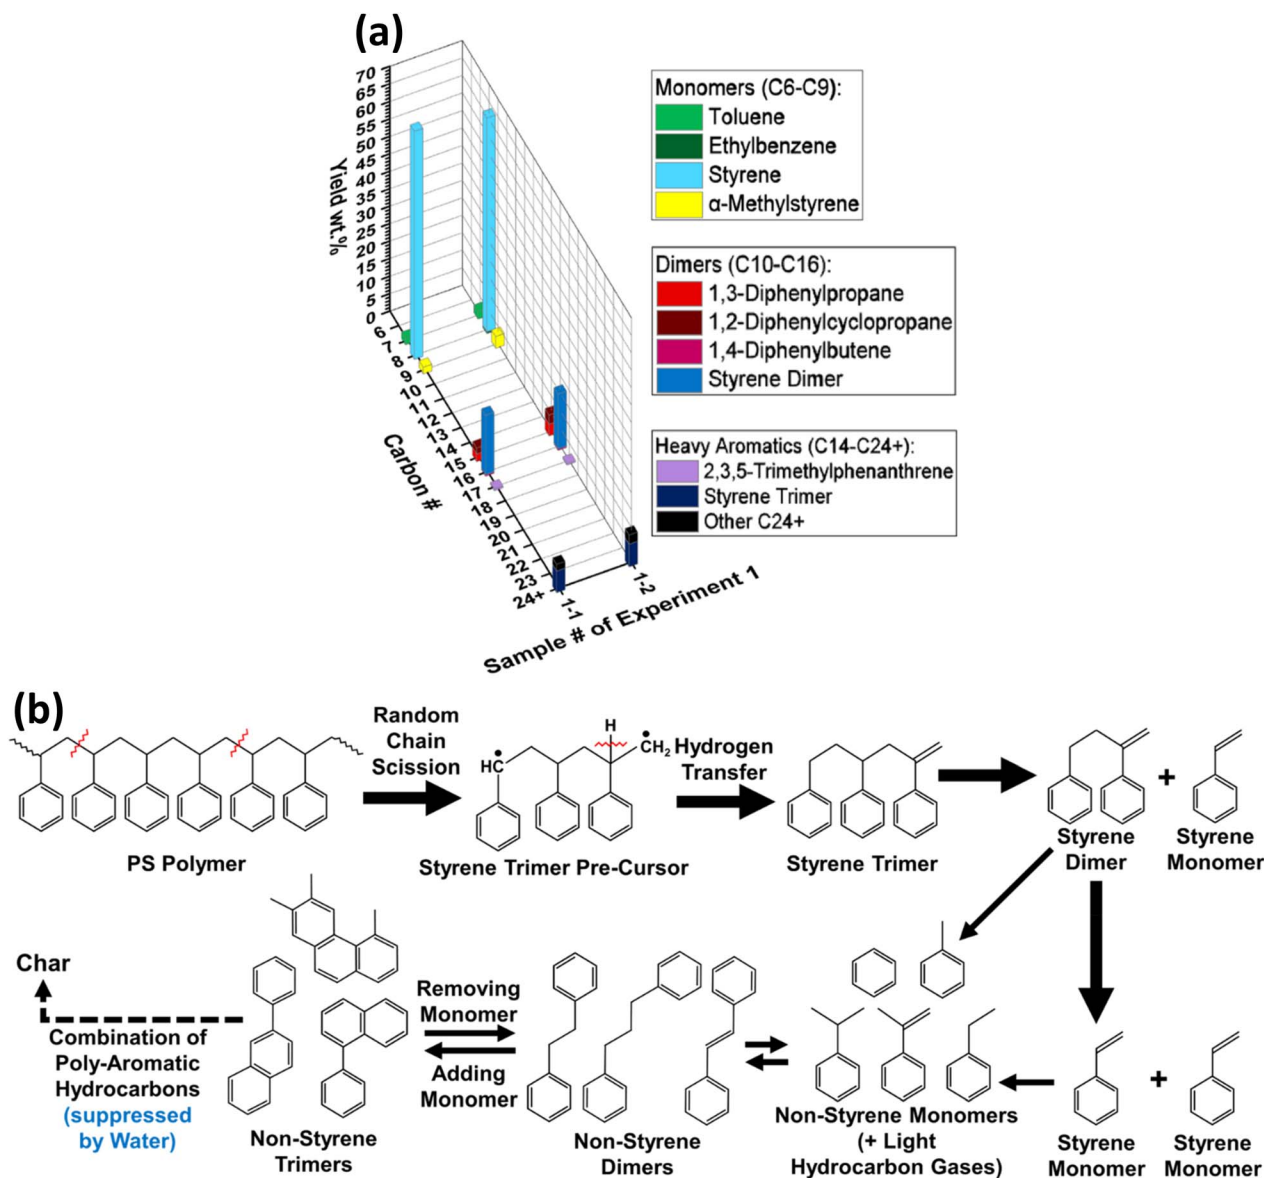 (a)
70
65
60
55
50
45
40
35
30
25
20
15
10
5
0
Yield wt.%
6
7
8
9
10
11
12
13
14
15
16
17
18
19
20
21
22
23
24+
Carbon #
1-1
1-2
Sample # of Experiment 1
Monomers (C6-C9):
Toluene
Ethylbenzene
Styrene
α-Methylstyrene
Dimers (C10-C16):
1,3-Diphenylpropane
1,2-Diphenylcyclopropane
1,4-Diphenylbutene
Styrene Dimer
Heavy Aromatics (C14-C24+):
2,3,5-Trimethylphenanthrene
Styrene Trimer
Other C24+
(b)
PS Polymer
Random
Chain
Scission
H
HC
CH2
Styrene Trimer Pre-Cursor
Hydrogen
Transfer
Styrene Trimer
+
Styrene
Dimer
Styrene
Monomer
Char
Combination of
Poly-Aromatic
Hydrocarbons
(suppressed
by Water)
Non-Styrene
Trimers
Removing
Monomer
Adding
Monomer
Non-Styrene
Dimers
Non-Styrene Monomers
(+ Light
Hydrocarbon Gases)
+
Styrene
Monomer
Styrene
Monomer